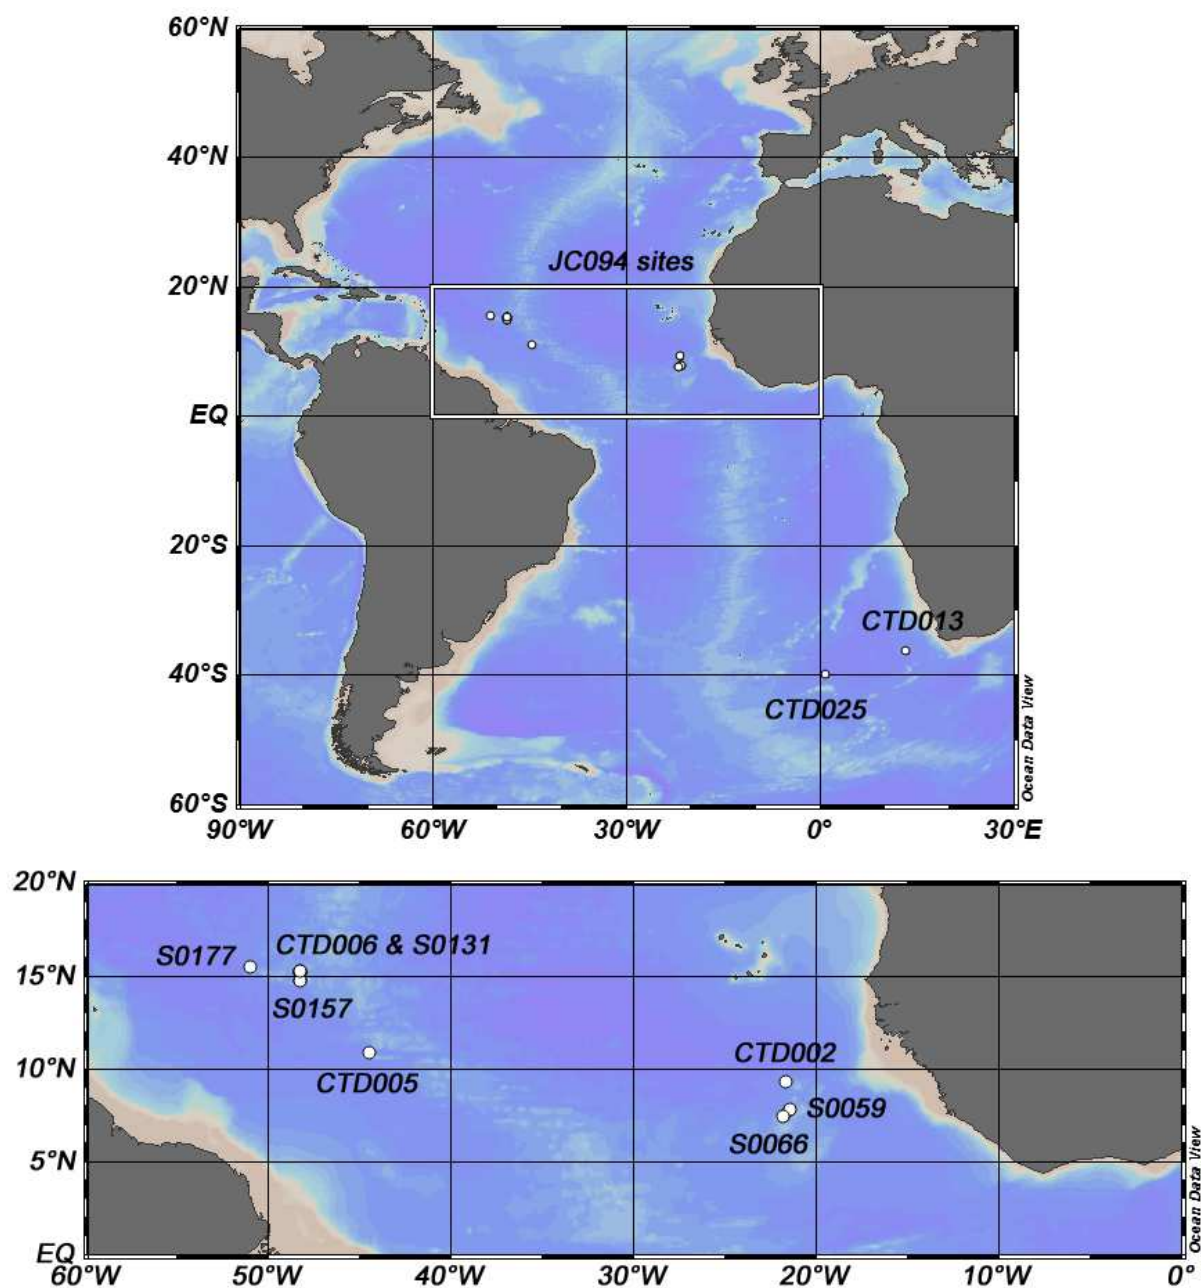 60°N
40°N
JC094 sites
20°N
EQ
20°S
CTD013
40°S
CTD025
60°S
90°W 60°W 30°W 0° 30°E
Ocean Data View
20°N
S0177 CTD006 & S0131
15°N
S0157
CTD002
10°N
CTD005
S0059
S0066
5°N
EQ
60°W 50°W 40°W 30°W 20°W 10°W 0°
Ocean Data View